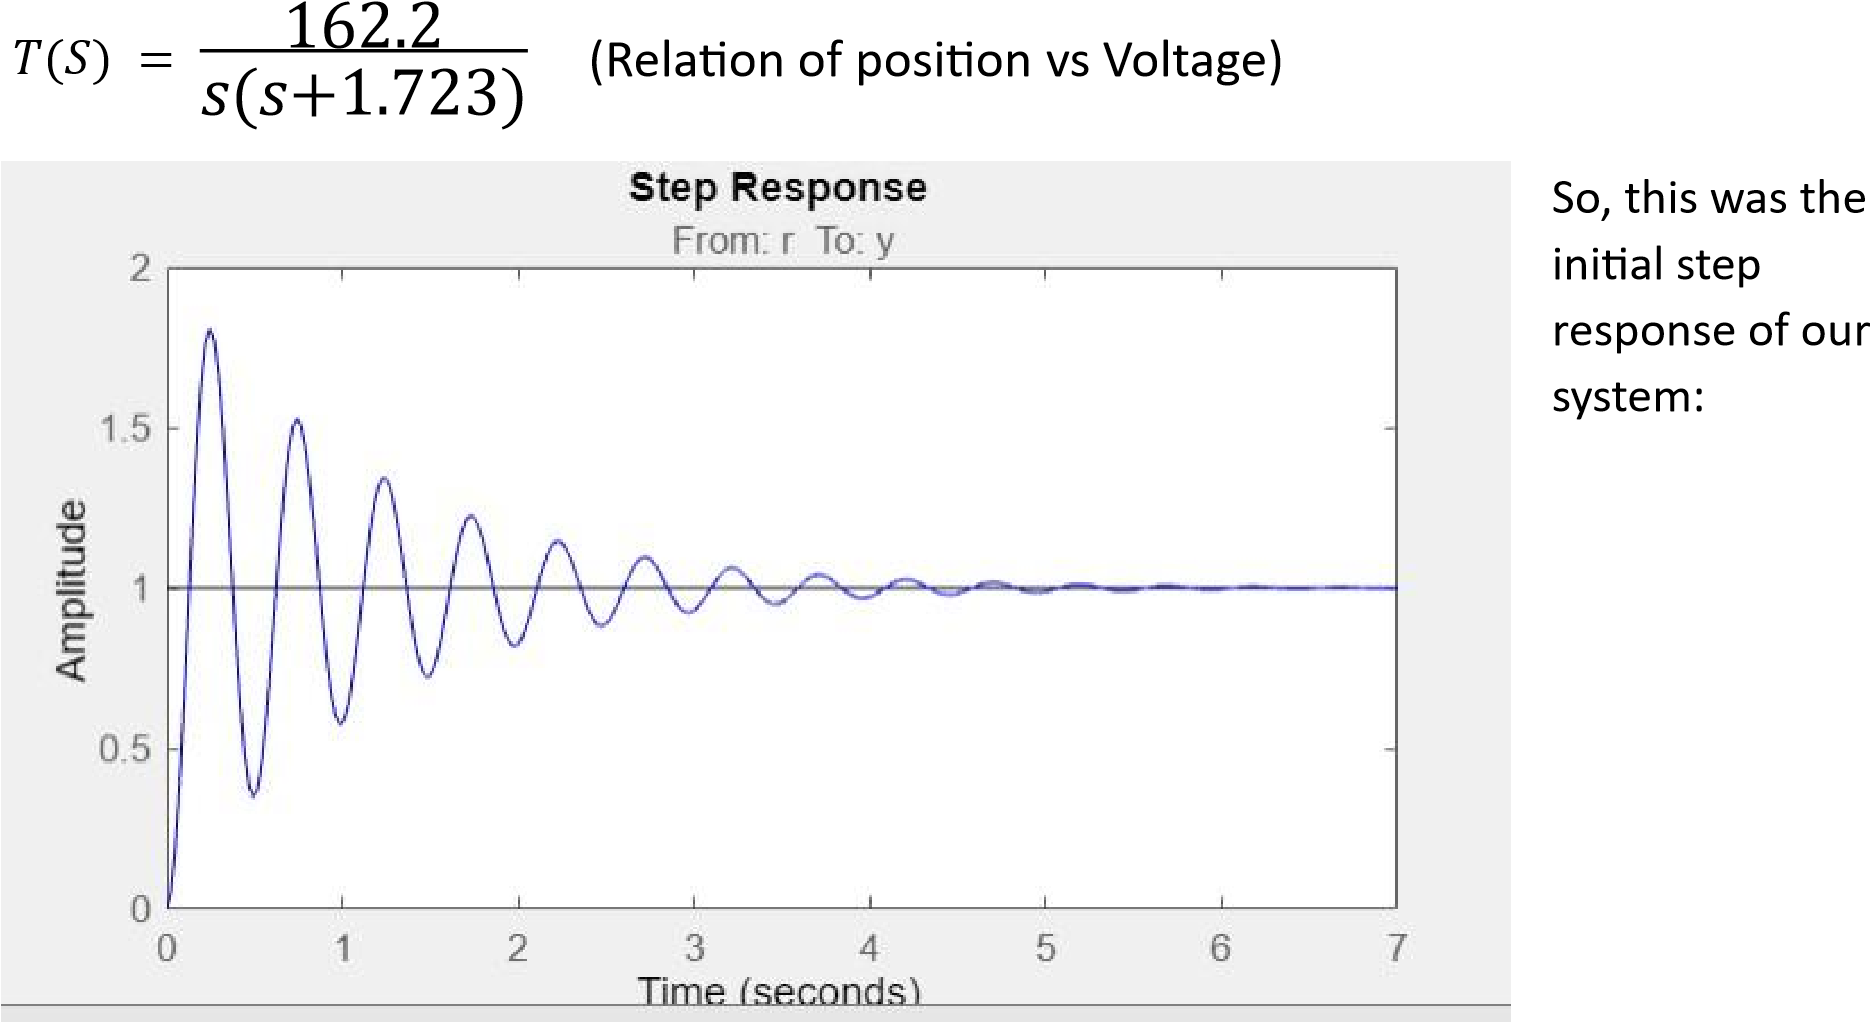 T(S) = 162.2 / s(s+1.723) (Relation of position vs Voltage)
Step Response
From: r To: y
So, this was the
initial step
response of our
system:
2
1.5
1
0.5
0
Amplitude
0 1 2 3 4 5 6 7
Time (seconds)